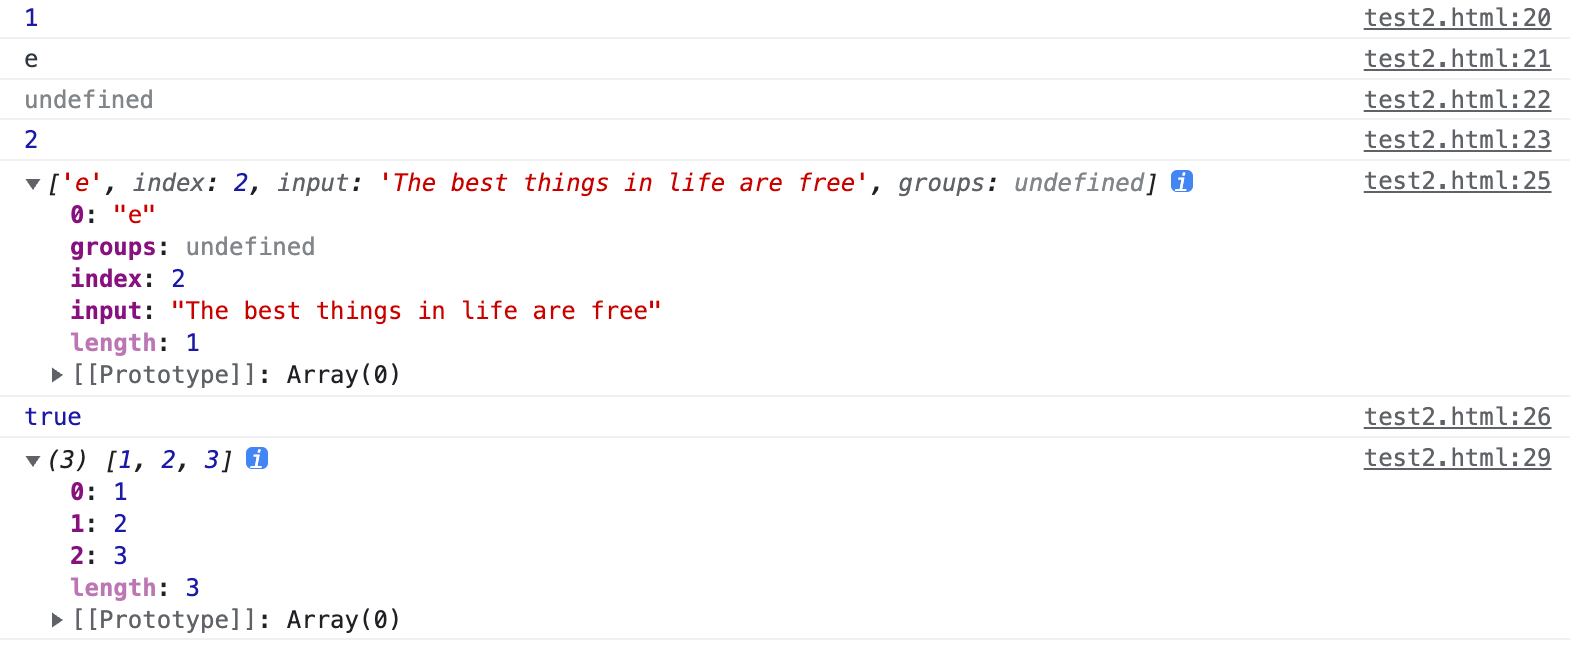 1 test2.html:20
e test2.html:21
undefined test2.html:22
2 test2.html:23
▼['e', index: 2, input: 'The best things in life are free', groups: undefined] i test2.html:25
0: "e"
groups: undefined
index: 2
input: "The best things in life are free"
length: 1
▶[[Prototype]]: Array(0)
true test2.html:26
▼(3) [1, 2, 3] i test2.html:29
0: 1
1: 2
2: 3
length: 3
▶[[Prototype]]: Array(0)